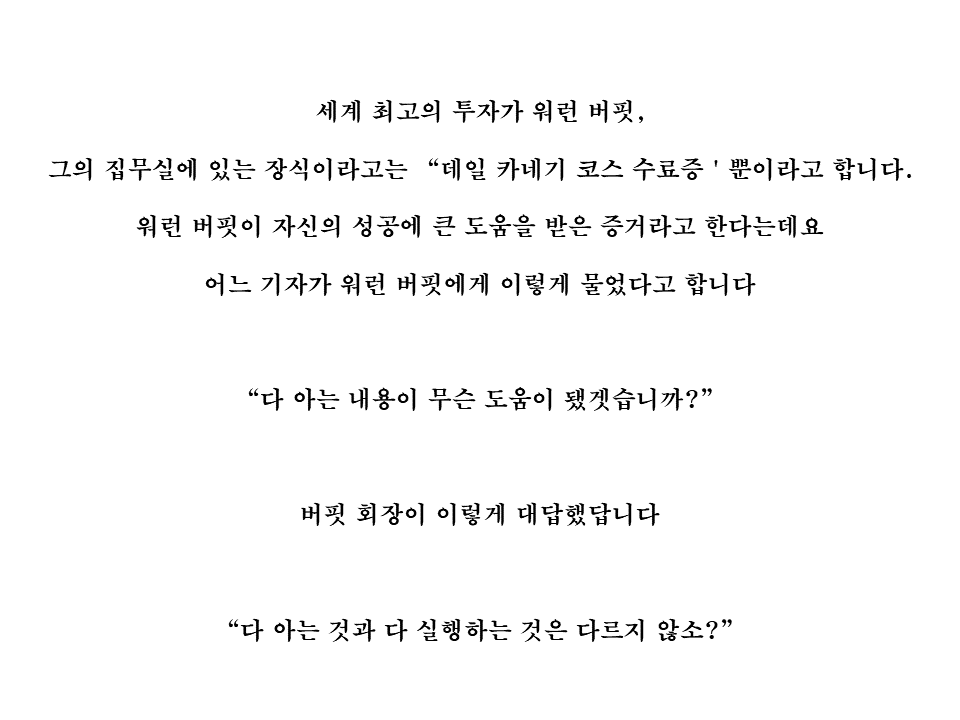 세계 최고의 투자가 워런 버핏,
그의 집무실에 있는 장식이라고는 “데일 카네기 코스 수료증 ' 뿐이라고 합니다.
워런 버핏이 자신의 성공에 큰 도움을 받은 증거라고 한다는데요
어느 기자가 워런 버핏에게 이렇게 물었다고 합니다
“다 아는 내용이 무슨 도움이 됐겟습니까?”
버핏 회장이 이렇게 대답했답니다
“다 아는 것과 다 실행하는 것은 다르지 않소?”